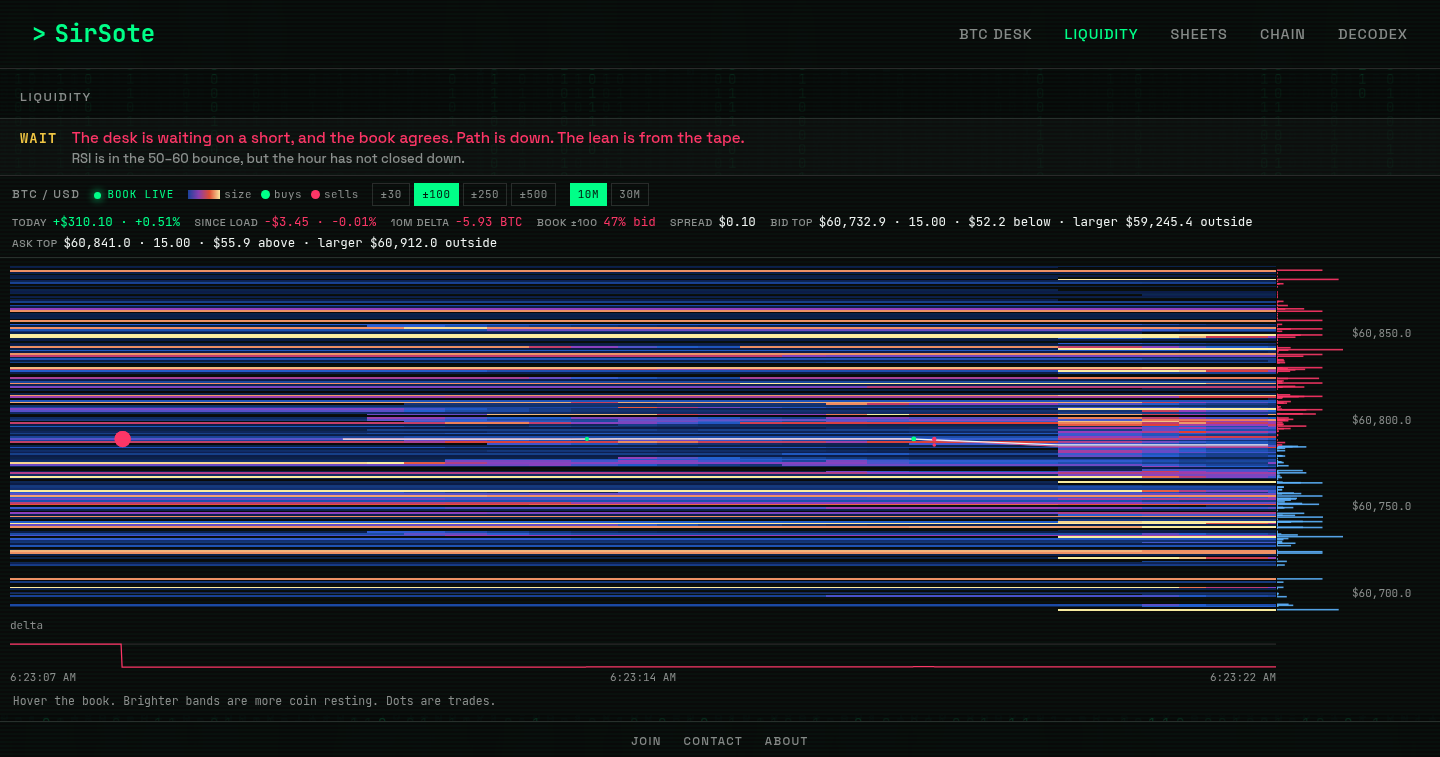 > SirSote
BTC DESK LIQUIDITY SHEETS CHAIN DECODEX
LIQUIDITY
WAIT The desk is waiting on a short, and the book agrees. Path is down. The lean is from the tape.
RSI is in the 50–60 bounce, but the hour has not closed down.
BTC / USD BOOK LIVE size buys sells ±30 ±100 ±250 ±500 10M 30M
TODAY +$310.10 · +0.51% SINCE LOAD -$3.45 · -0.01% 10M DELTA -5.93 BTC BOOK ±100 47% bid SPREAD $0.10 BID TOP $60,732.9 · 15.00 · $52.2 below · larger $59,245.4 outside
ASK TOP $60,841.0 · 15.00 · $55.9 above · larger $60,912.0 outside
$60,850.0
$60,800.0
$60,750.0
$60,700.0
delta
6:23:07 AM 6:23:14 AM 6:23:22 AM
Hover the book. Brighter bands are more coin resting. Dots are trades.
JOIN CONTACT ABOUT